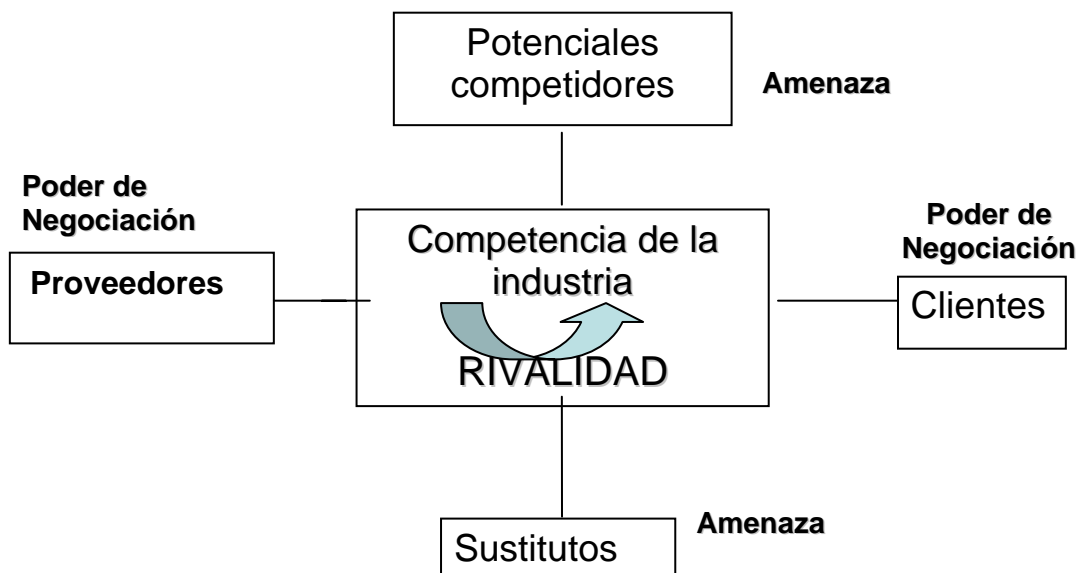 Potenciales
competidores
Amenaza
Poder de
Negociación
Proveedores
Competencia de la
industria
RIVALIDAD
Poder de
Negociación
Clientes
Amenaza
Sustitutos